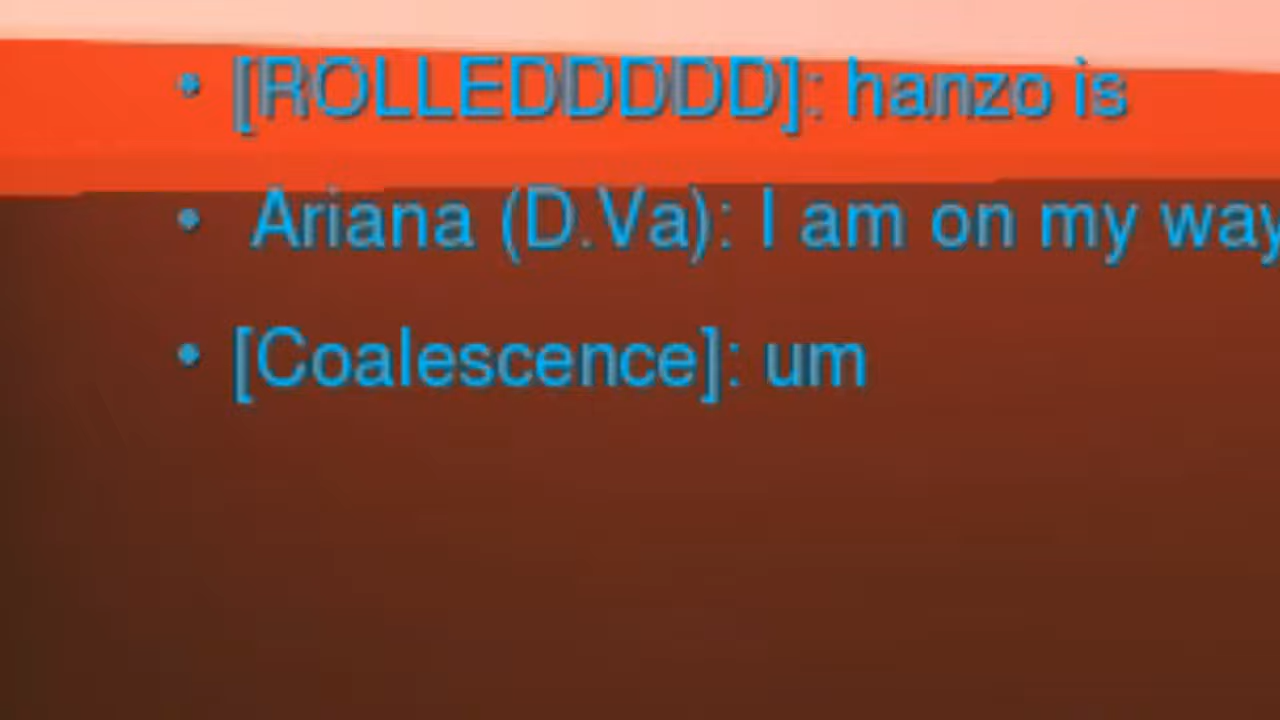 • [ROLLEDDDDD]: hanzo is
• Ariana (D.Va): I am on my way
• [Coalescence]: um